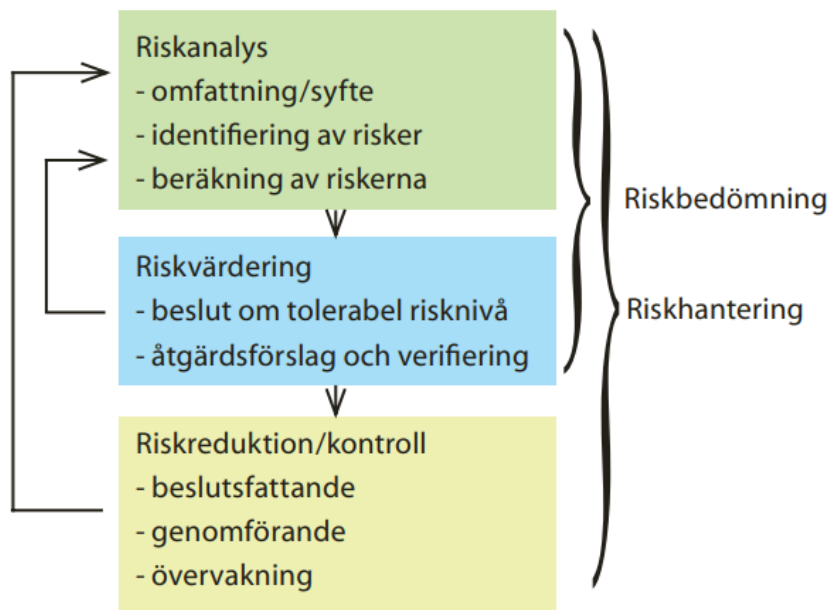 Riskanalys
- omfattning/syfte
- identifiering av risker
- beräkning av riskerna
Riskvärdering
- beslut om tolerabel risknivå
- åtgärdsförslag och verifiering
Riskreduktion/kontroll
- beslutsfattande
- genomförande
- övervakning
Riskbedömning
Riskhantering